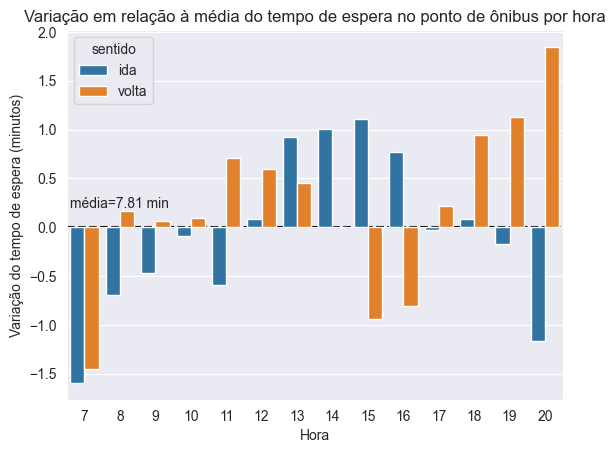 Variação em relação à média do tempo de espera no ponto de ônibus por hora
sentido
ida
volta
média=7.81 min
Variação do tempo de espera (minutos)
2.0
1.5
1.0
0.5
0.0
−0.5
−1.0
−1.5
7 8 9 10 11 12 13 14 15 16 17 18 19 20
Hora